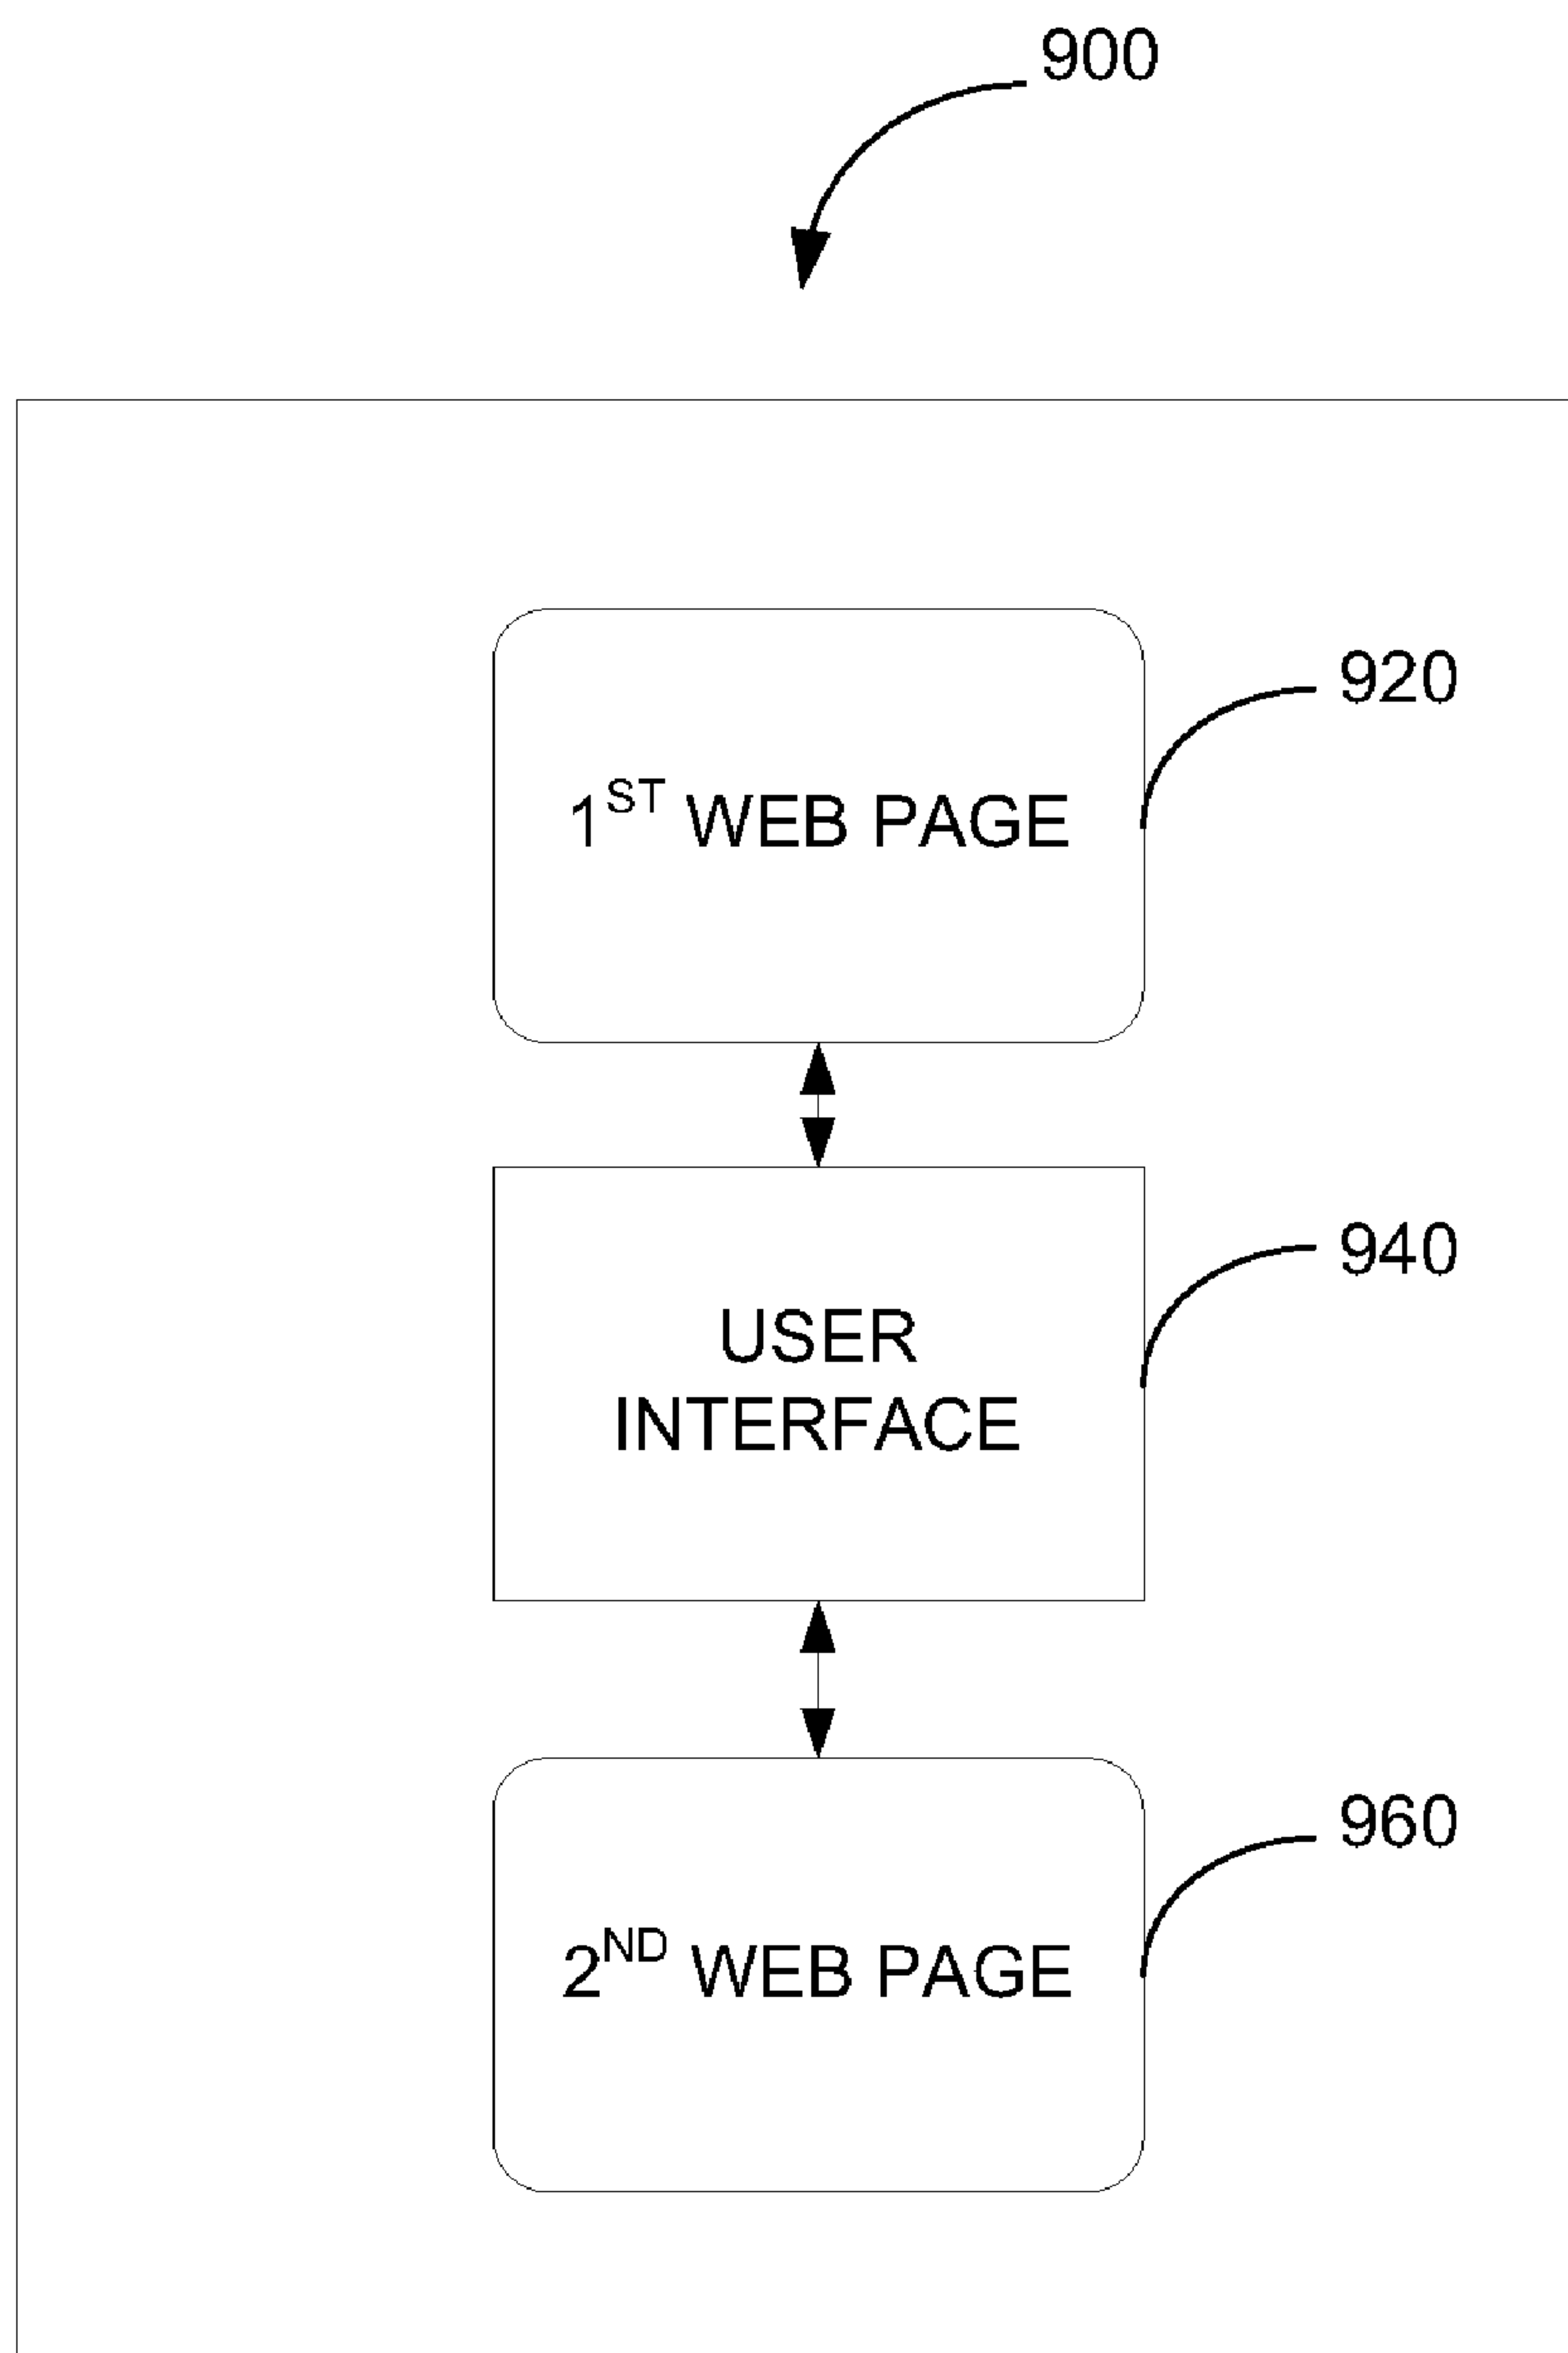 900
920
1ST WEB PAGE
940
USER
INTERFACE
960
2ND WEB PAGE